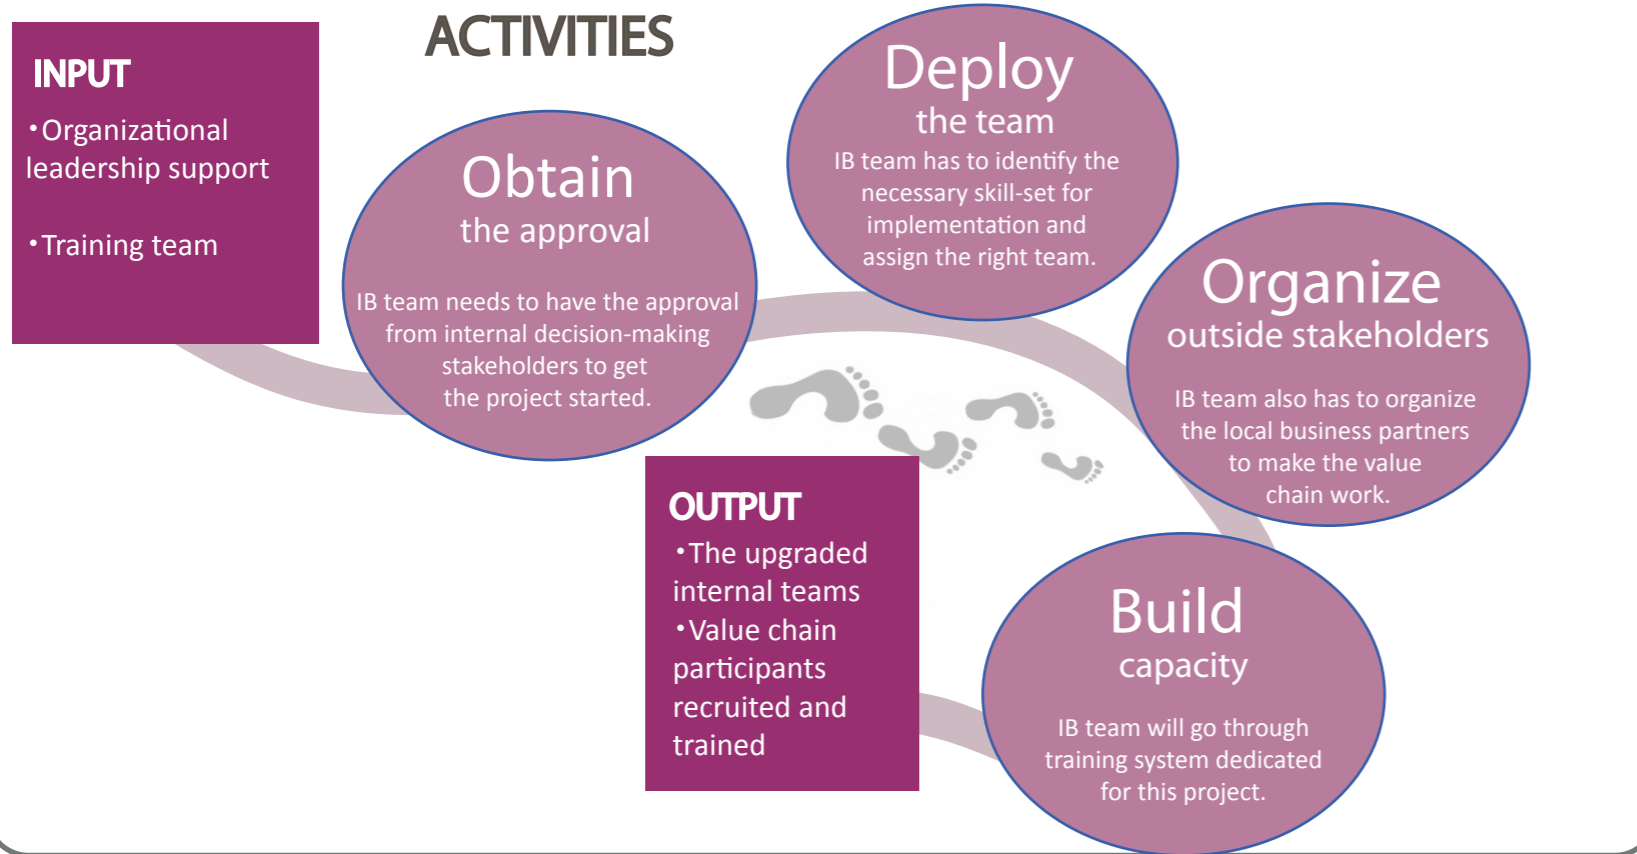 ACTIVITIES
INPUT
•Organizational
leadership support
•Training team
Obtain
the approval
IB team needs to have the approval
from internal decision-making
stakeholders to get
the project started.
Deploy
the team
IB team has to identify the
necessary skill-set for
implementation and
assign the right team.
Organize
outside stakeholders
IB team also has to organize
the local business partners
to make the value
chain work.
Build
capacity
IB team will go through
training system dedicated
for this project.
OUTPUT
•The upgraded
internal teams
•Value chain
participants
recruited and
trained